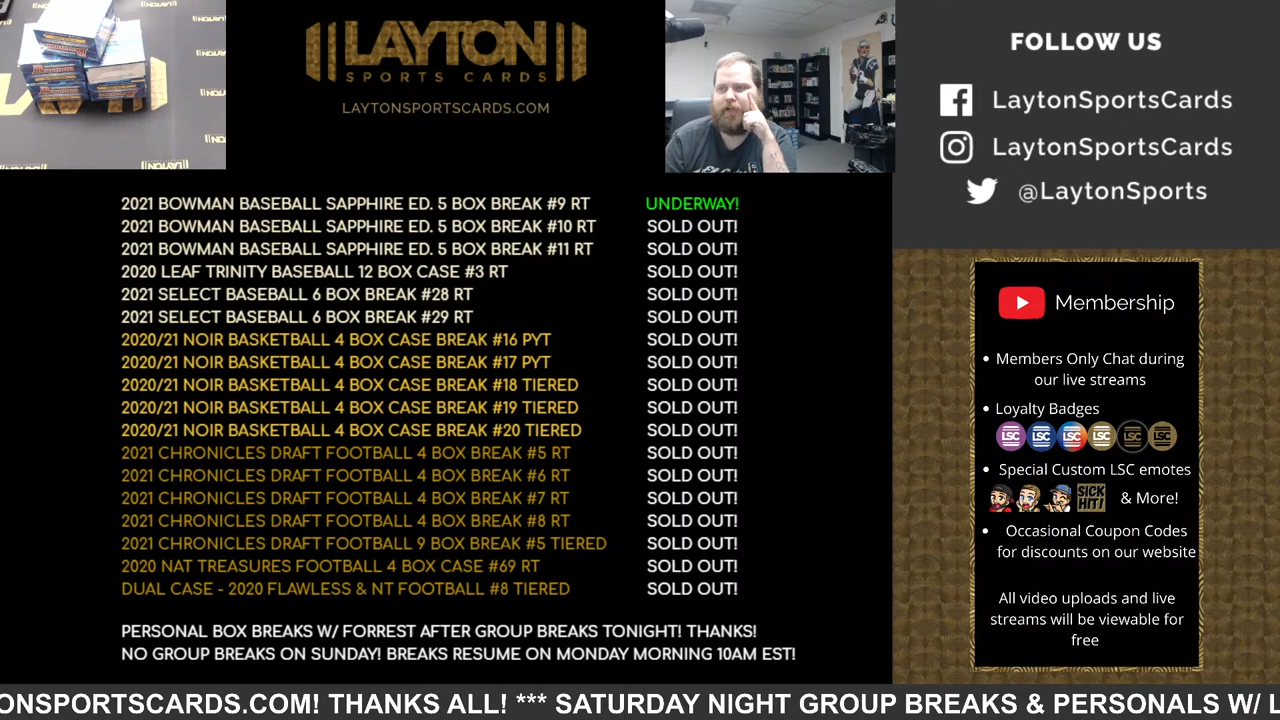 LAYTON
SPORTS CARDS
LAYTONSPORTSCARDS.COM
FOLLOW US
LaytonSportsCards
LaytonSportsCards
@LaytonSports
2021 BOWMAN BASEBALL SAPPHIRE ED. 5 BOX BREAK #9 RT UNDERWAY!
2021 BOWMAN BASEBALL SAPPHIRE ED. 5 BOX BREAK #10 RT SOLD OUT!
2021 BOWMAN BASEBALL SAPPHIRE ED. 5 BOX BREAK #11 RT SOLD OUT!
2020 LEAF TRINITY BASEBALL 12 BOX CASE #3 RT SOLD OUT!
2021 SELECT BASEBALL 6 BOX BREAK #28 RT SOLD OUT!
2021 SELECT BASEBALL 6 BOX BREAK #29 RT SOLD OUT!
2020/21 NOIR BASKETBALL 4 BOX CASE BREAK #16 PYT SOLD OUT!
2020/21 NOIR BASKETBALL 4 BOX CASE BREAK #17 PYT SOLD OUT!
2020/21 NOIR BASKETBALL 4 BOX CASE BREAK #18 TIERED SOLD OUT!
2020/21 NOIR BASKETBALL 4 BOX CASE BREAK #19 TIERED SOLD OUT!
2020/21 NOIR BASKETBALL 4 BOX CASE BREAK #20 TIERED SOLD OUT!
2021 CHRONICLES DRAFT FOOTBALL 4 BOX BREAK #5 RT SOLD OUT!
2021 CHRONICLES DRAFT FOOTBALL 4 BOX BREAK #6 RT SOLD OUT!
2021 CHRONICLES DRAFT FOOTBALL 4 BOX BREAK #7 RT SOLD OUT!
2021 CHRONICLES DRAFT FOOTBALL 4 BOX BREAK #8 RT SOLD OUT!
2021 CHRONICLES DRAFT FOOTBALL 9 BOX BREAK #5 TIERED SOLD OUT!
2020 NAT TREASURES FOOTBALL 4 BOX CASE #69 RT SOLD OUT!
DUAL CASE - 2020 FLAWLESS & NT FOOTBALL #8 TIERED SOLD OUT!
PERSONAL BOX BREAKS W/ FORREST AFTER GROUP BREAKS TONIGHT! THANKS!
NO GROUP BREAKS ON SUNDAY! BREAKS RESUME ON MONDAY MORNING 10AM EST!
Membership
• Members Only Chat during
our live streams
• Loyalty Badges
LSC LSC LSC LSC LSC LSC
• Special Custom LSC emotes
SICK HIT! & More!
• Occasional Coupon Codes
for discounts on our website
All video uploads and live
streams will be viewable for
free
ONSPORTSCARDS.COM! THANKS ALL! *** SATURDAY NIGHT GROUP BREAKS & PERSONALS W/ L